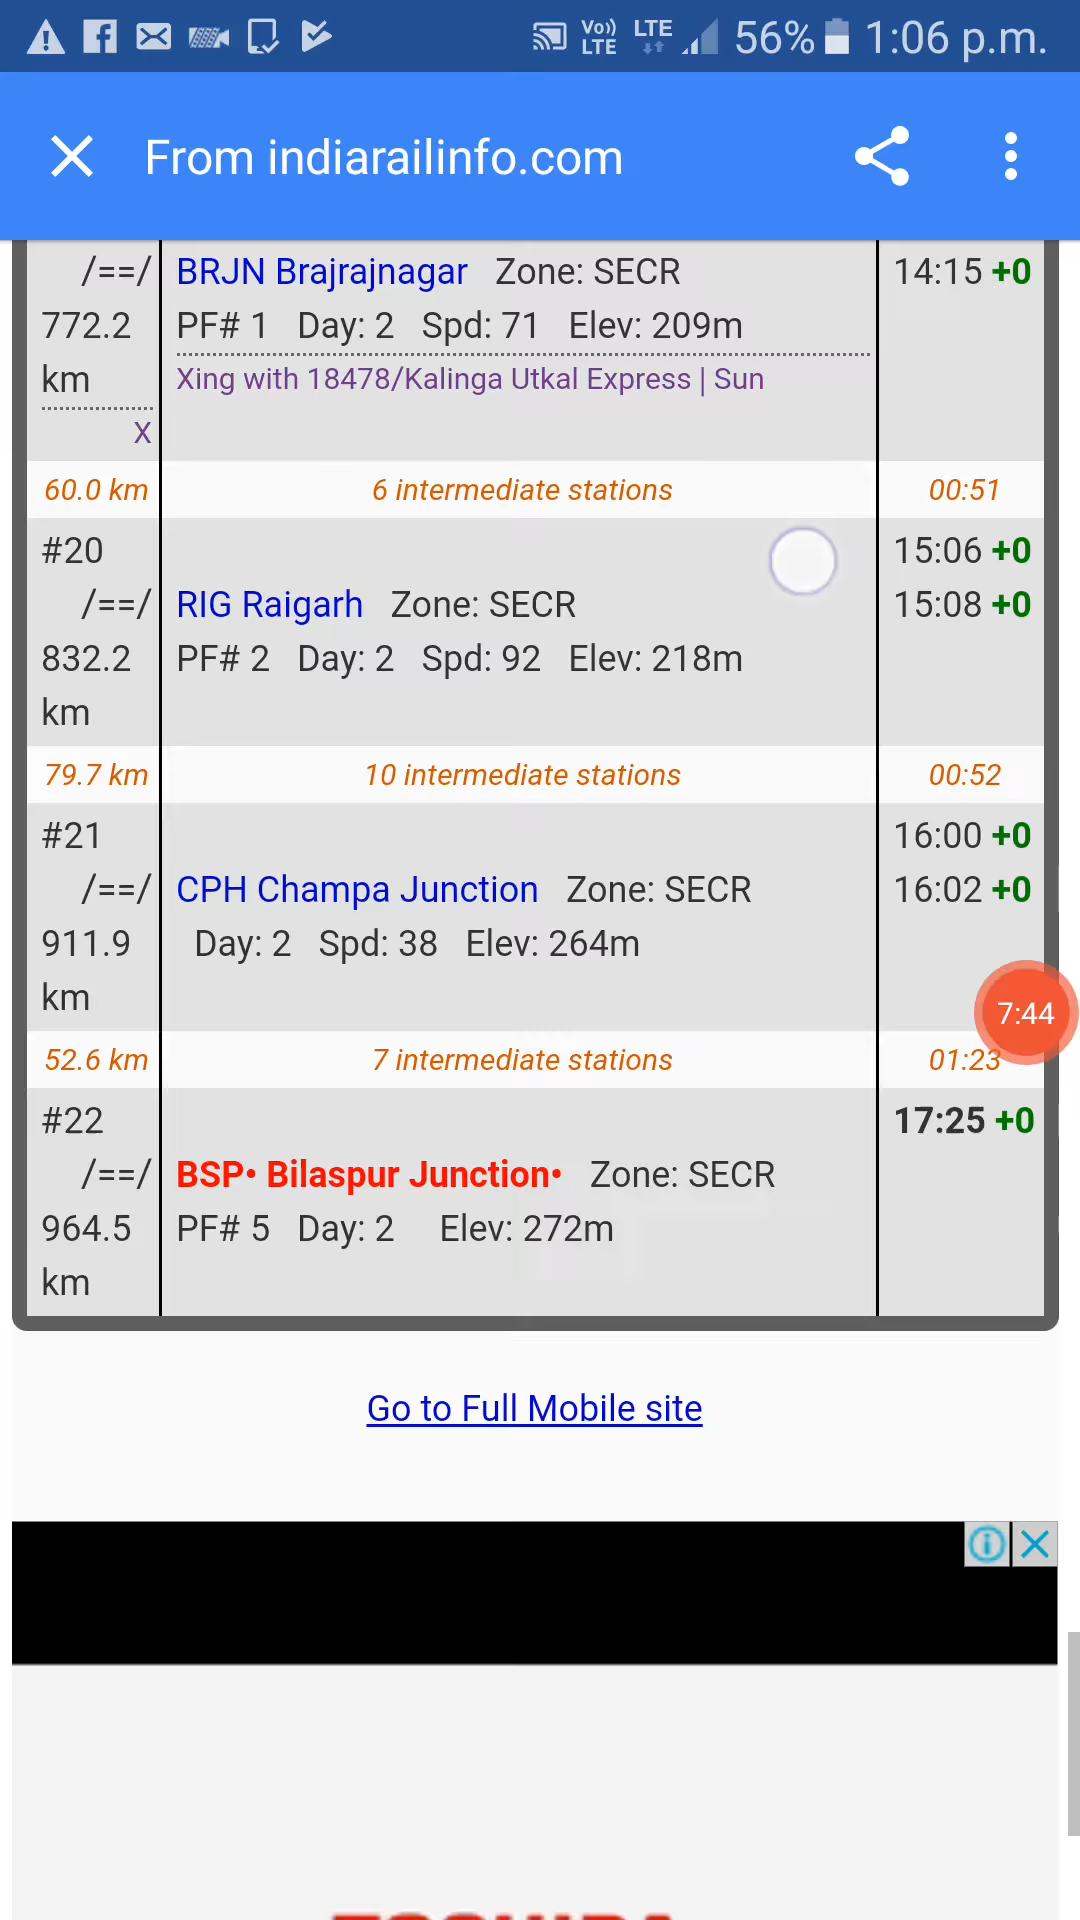 Vo)) LTE LTE 56% 1:06 p.m.
From indiarailinfo.com
/==/ BRJN Brajrajnagar Zone: SECR 14:15 +0
772.2 PF# 1 Day: 2 Spd: 71 Elev: 209m
km Xing with 18478/Kalinga Utkal Express | Sun
X
60.0 km 6 intermediate stations 00:51
#20 15:06 +0
/==/ RIG Raigarh Zone: SECR 15:08 +0
832.2 PF# 2 Day: 2 Spd: 92 Elev: 218m
km
79.7 km 10 intermediate stations 00:52
#21 16:00 +0
/==/ CPH Champa Junction Zone: SECR 16:02 +0
911.9 Day: 2 Spd: 38 Elev: 264m
km
7:44
52.6 km 7 intermediate stations 01:23
#22 17:25 +0
/==/ BSP• Bilaspur Junction• Zone: SECR
964.5 PF# 5 Day: 2 Elev: 272m
km
Go to Full Mobile site